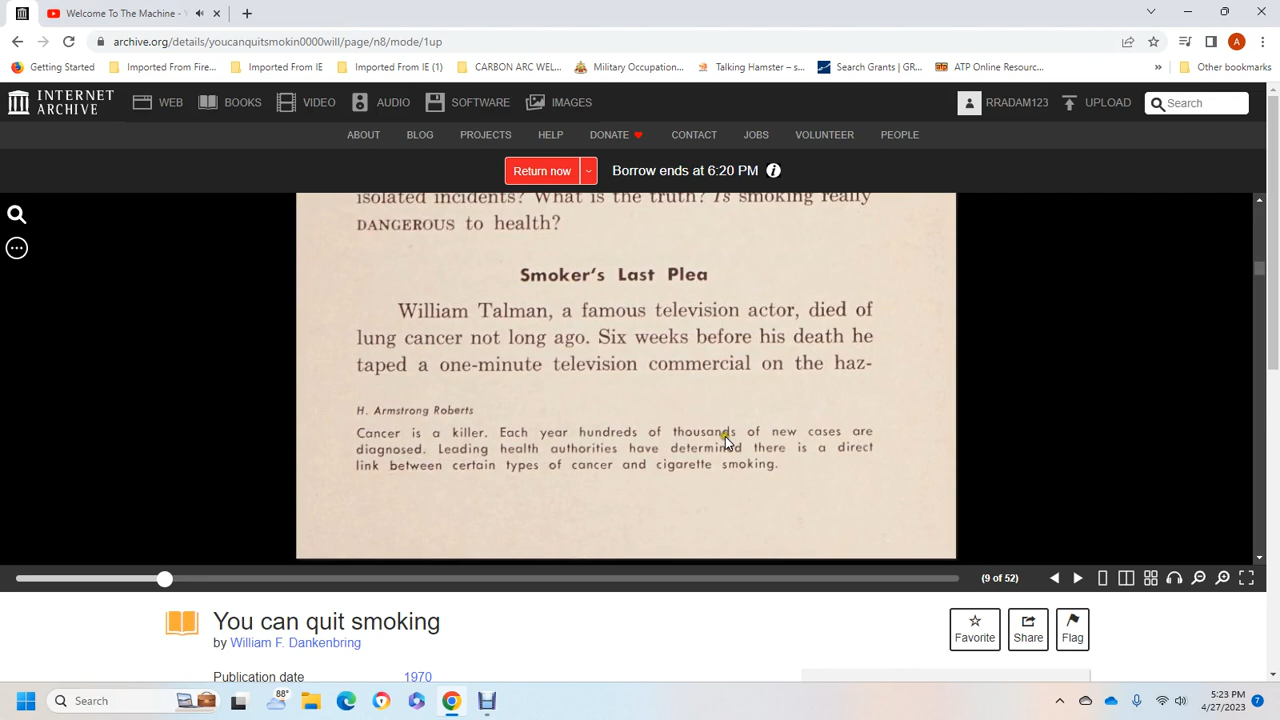 Welcome To The Machine -
archive.org/details/youcanquitsmokin0000will/page/n8/mode/1up
A
Getting Started
Imported From Fire...
Imported From IE
Imported From IE (1)
CARBON ARC WEL...
Military Occupation...
Talking Hamster – s...
Search Grants | GR...
ATP Online Resourc...
»
Other bookmarks
INTERNET
ARCHIVE
WEB
BOOKS
VIDEO
AUDIO
SOFTWARE
IMAGES
RRADAM123
UPLOAD
Search
ABOUT
BLOG
PROJECTS
HELP
DONATE
CONTACT
JOBS
VOLUNTEER
PEOPLE
Return now
Borrow ends at 6:20 PM
isolated incidents? What is the truth? Is smoking really
DANGEROUS to health?
Smoker's Last Plea
William Talman, a famous television actor, died of
lung cancer not long ago. Six weeks before his death he
taped a one-minute television commercial on the haz-
H. Armstrong Roberts
Cancer is a killer. Each year hundreds of thousands of new cases are
diagnosed. Leading health authorities have determined there is a direct
link between certain types of cancer and cigarette smoking.
(9 of 52)
You can quit smoking
by William F. Dankenbring
Favorite
Share
Flag
Publication date
1970
Search
88°
5:23 PM
4/27/2023
7